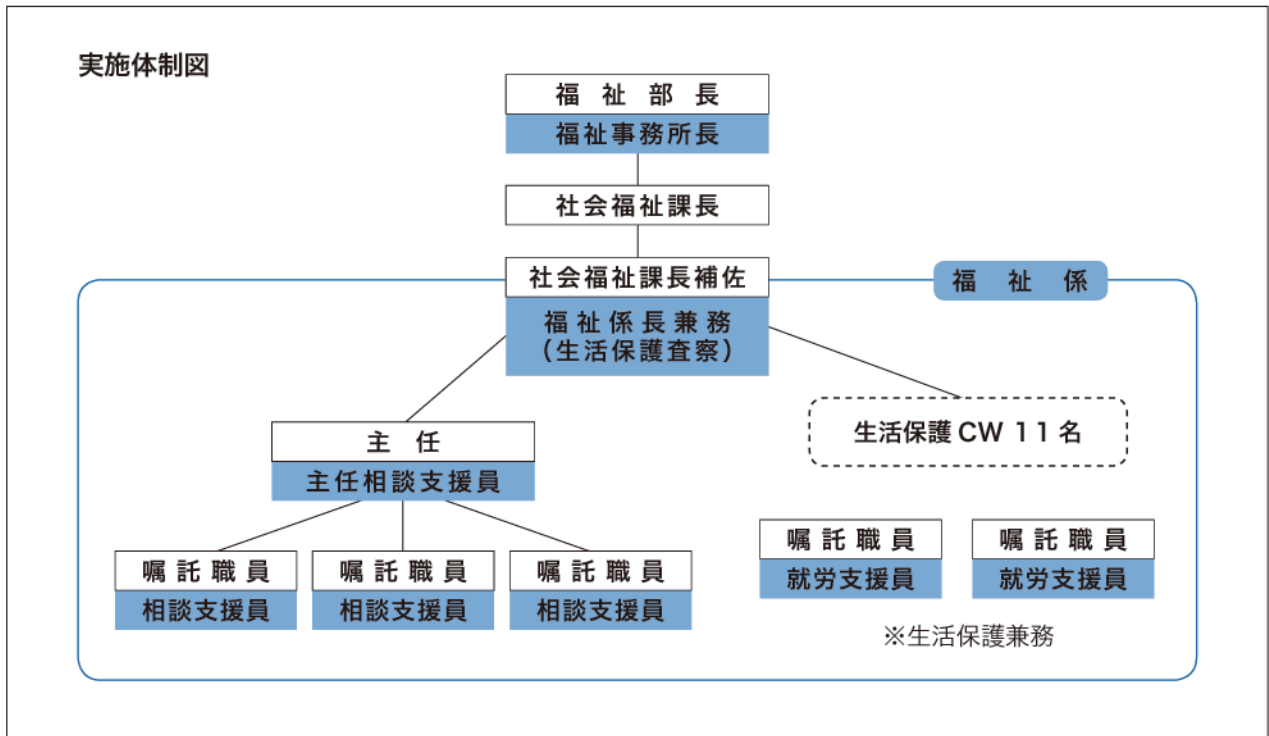 実施体制図
福祉部長
福祉事務所長
社会福祉課長
社会福祉課長補佐
福祉係
福祉係長兼務
（生活保護査察）
主任
主任相談支援員
生活保護 CW 11 名
嘱託職員
相談支援員
嘱託職員
相談支援員
嘱託職員
相談支援員
嘱託職員
就労支援員
嘱託職員
就労支援員
※生活保護兼務